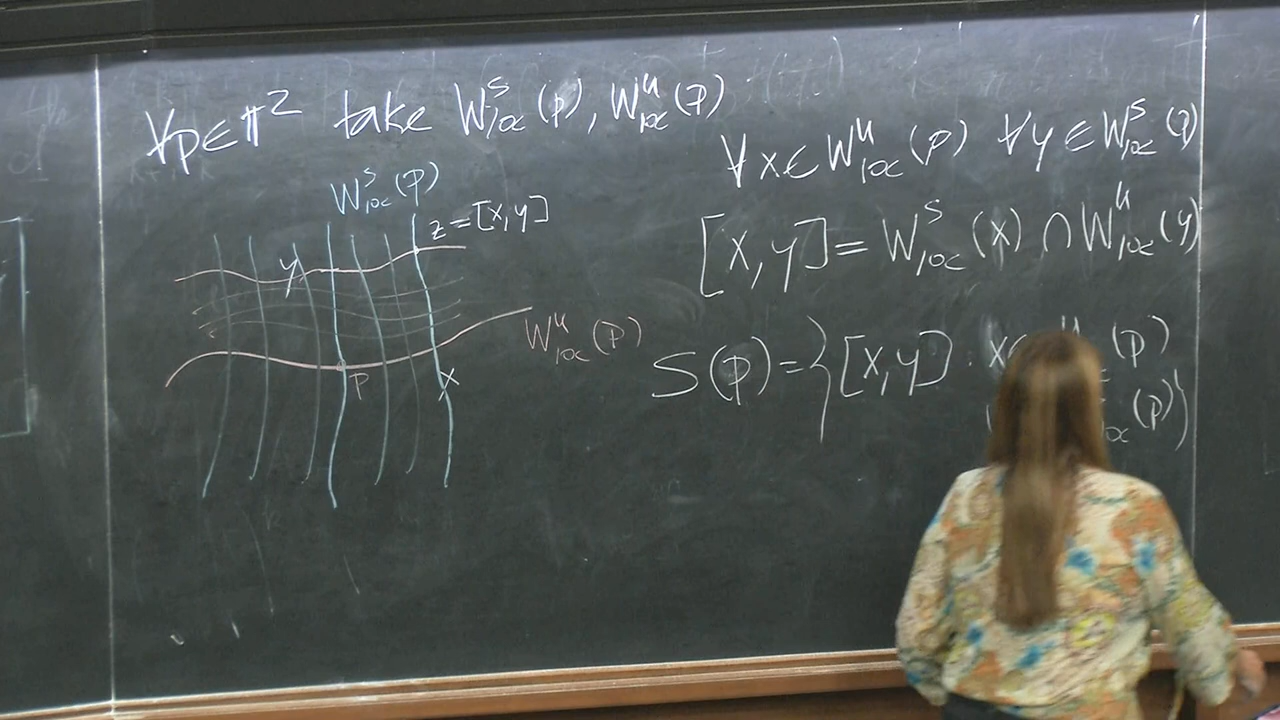 ∀p∈𝕋² take W^s_loc(p), W^u_loc(p)
W^s_loc(p)
z=[x,y]
y
W^u_loc(p)
p
x
∀x∈W^u_loc(p) ∀y∈W^s_loc(p)
[x,y]=W^s_loc(x)∩W^u_loc(y)
S(p)={[x,y]: x∈ (p)
(p)}